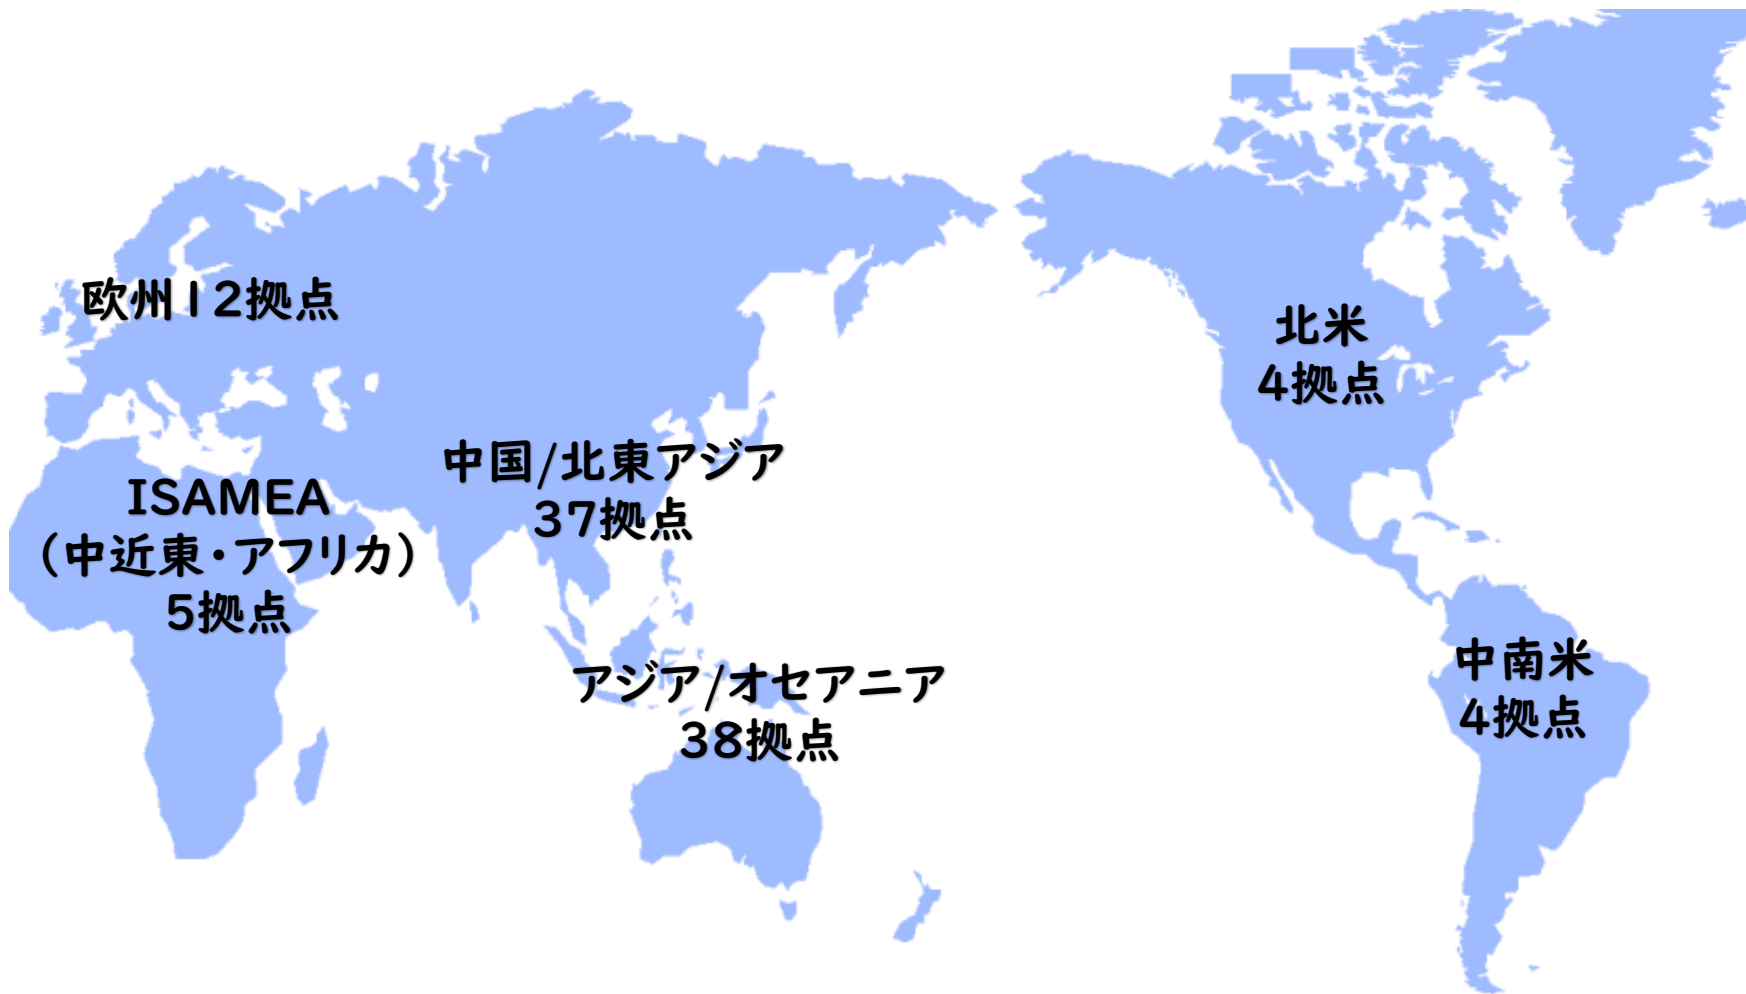 欧州12拠点
ISAMEA
(中近東・アフリカ)
5拠点
中国/北東アジア
37拠点
アジア/オセアニア
38拠点
北米
4拠点
中南米
4拠点